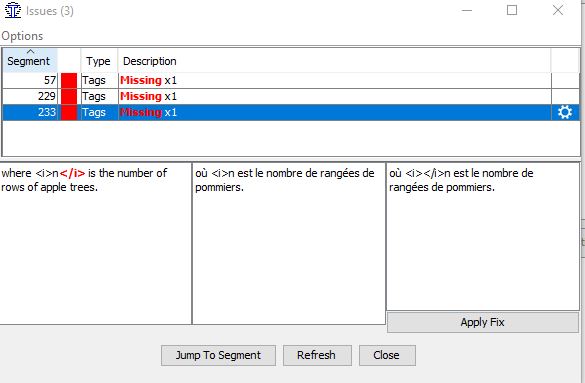 Issues (3)
Options
Segment Type Description
57 Tags Missing x1
229 Tags Missing x1
233 Tags Missing x1
where <i>n</i> is the number of
rows of apple trees.
où <i>n est le nombre de rangées de
pommiers.
où <i></i>n est le nombre de
rangées de pommiers.
Apply Fix
Jump To Segment Refresh Close